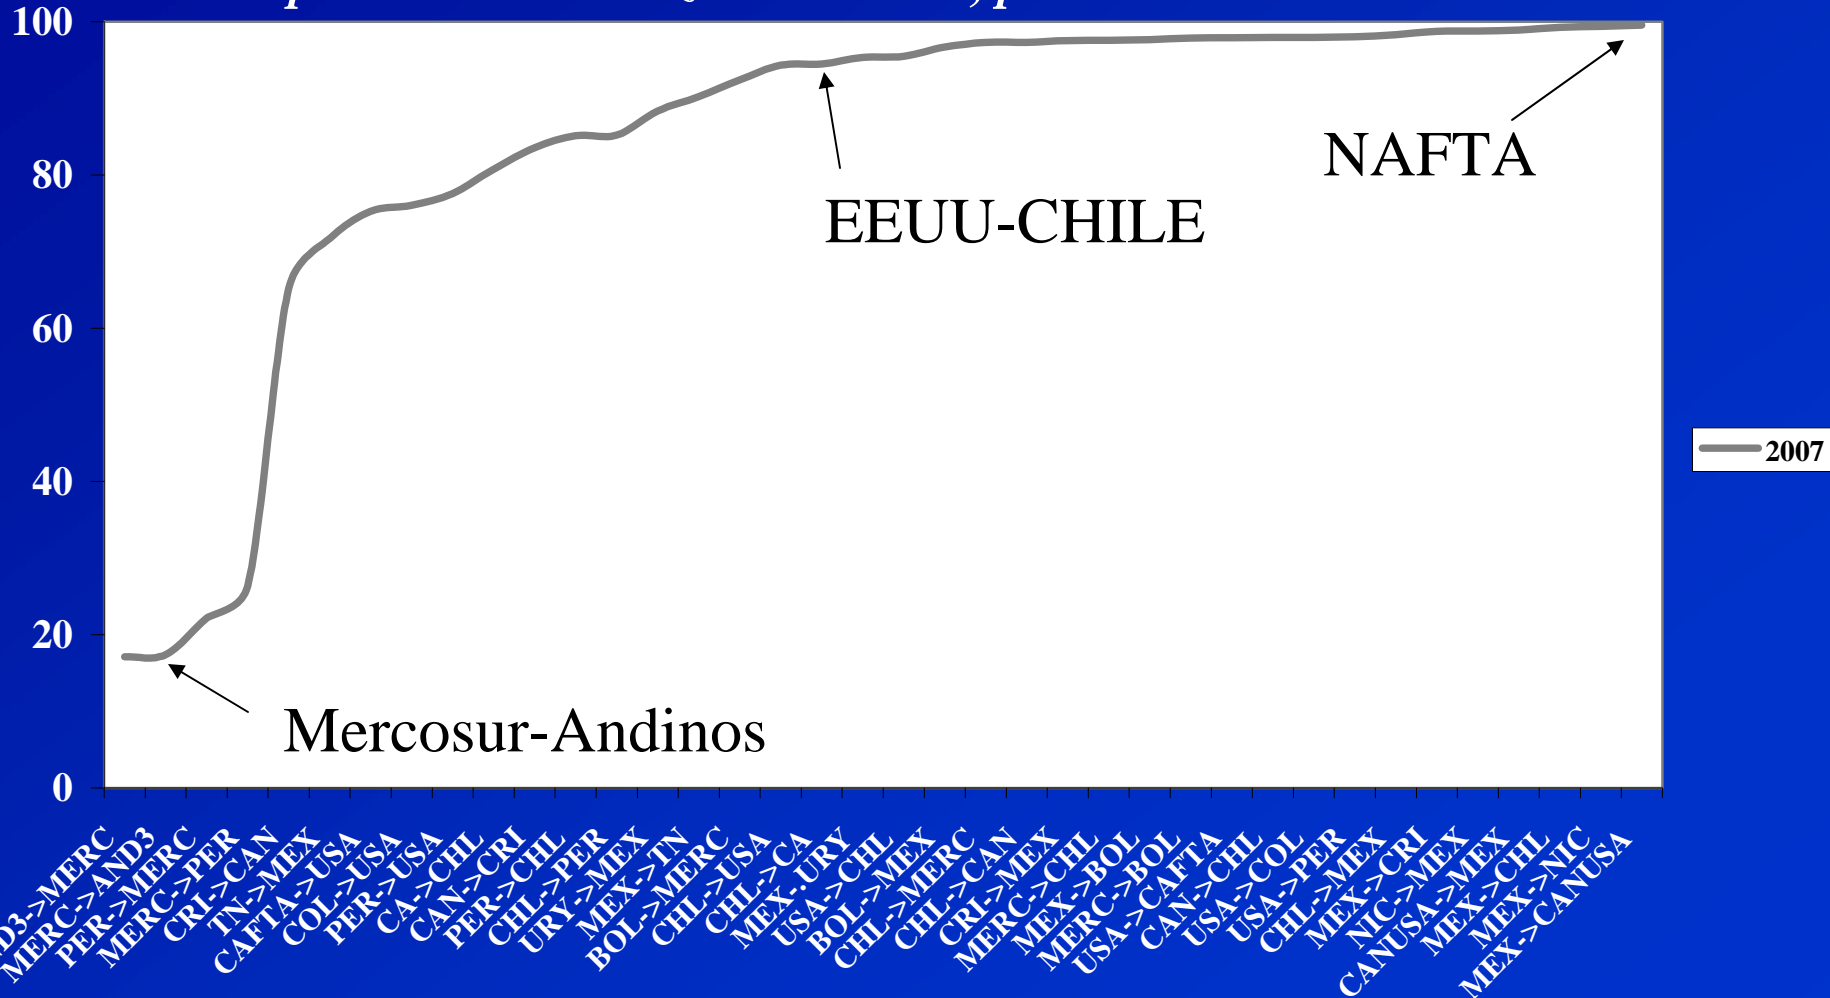 100
80
60
40
20
0
NAFTA
EEUU-CHILE
Mercosur-Andinos
2007
ND3->MERC
MERC->AND3
PER->MERC
MERC->PER
CRI->CAN
TN->MEX
CAFTA->USA
COL->USA
PER->USA
CA->CHL
CAN->CRI
PER->CHL
CHL->PER
URY->MEX
MEX->TN
BOL->MERC
CHL->USA
CHL->CA
MEX-.URY
USA->CHL
BOL->MEX
CHL->MERC
CHL->CAN
CRI->MEX
MERC->CHL
MEX->BOL
MERC->BOL
USA->CAFTA
CAN->CHL
USA->COL
USA->PER
CHL->MEX
MEX->CRI
NIC->MEX
CANUSA->MEX
MEX->CHL
MEX->NIC
MEX->CANUSA